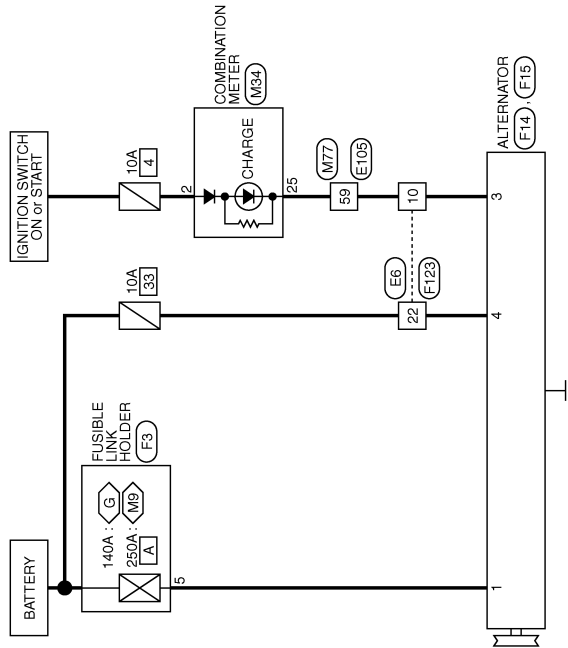 BATTERY
FUSIBLE
LINK
HOLDER
F3
140A : G
250A : M9
A
5
10A
33
IGNITION SWITCH
ON or START
10A
4
COMBINATION
METER
M34
2
CHARGE
25
M77
59
E105
E6
22
F123
10
1
4
3
ALTERNATOR
F14 , F15